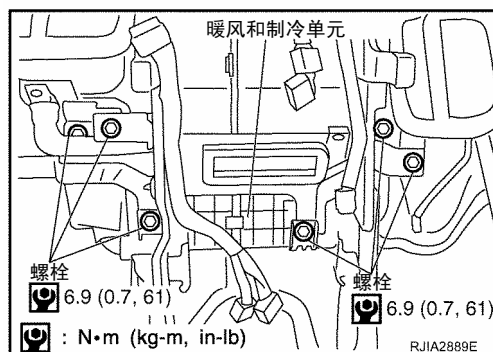 暖风和制冷单元
螺栓
6.9 (0.7, 61)
螺栓
6.9 (0.7, 61)
: N•m (kg-m, in-lb)
RJIA2889E